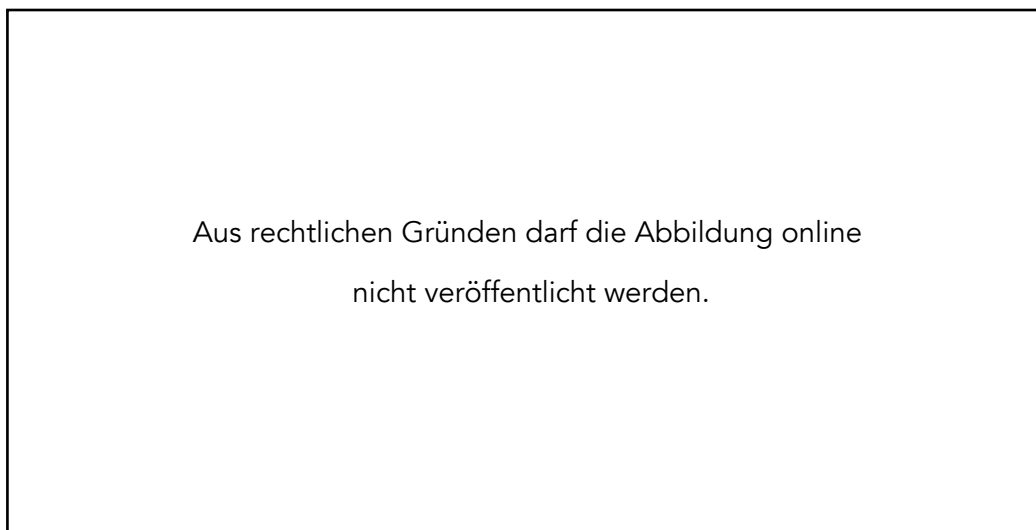 Aus rechtlichen Gründen darf die Abbildung online
nicht veröffentlicht werden.